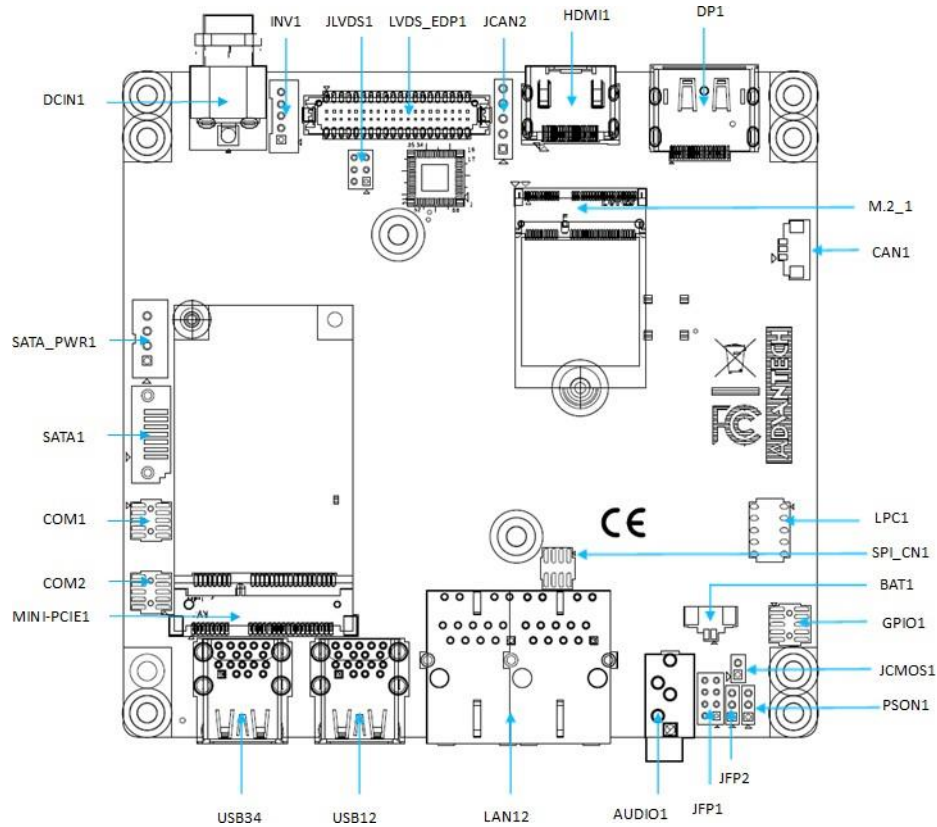 INV1
JLVDS1
LVDS_EDP1
JCAN2
HDMI1
DP1
DCIN1
M.2_1
CAN1
SATA_PWR1
ADVANTECH
FC
SATA1
COM1
CE
LPC1
SPI_CN1
COM2
BAT1
MINI-PCIE1
GPIO1
JCMOS1
PSON1
JFP2
USB34
USB12
LAN12
AUDIO1
JFP1